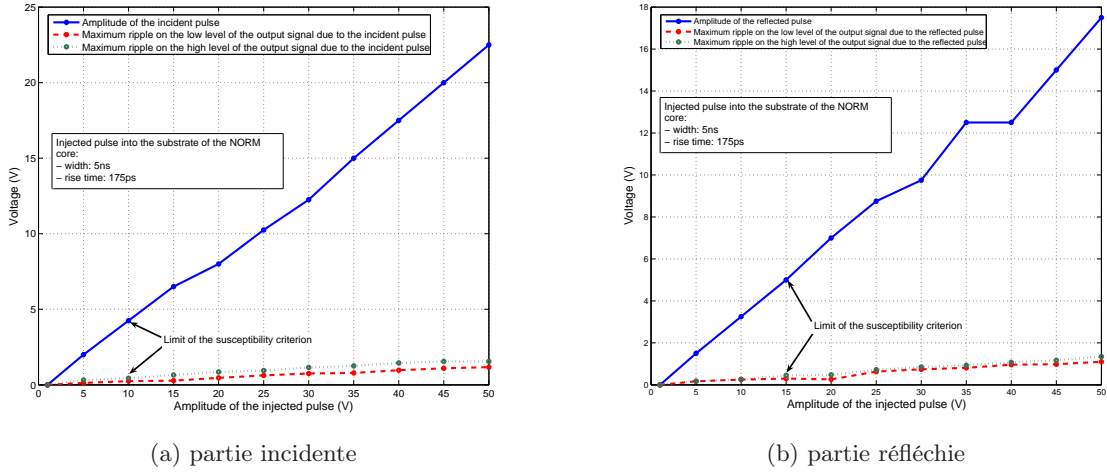 25
20
15
10
5
0
Voltage (V)
Amplitude of the incident pulse
Maximum ripple on the low level of the output signal due to the incident pulse
Maximum ripple on the high level of the output signal due to the incident pulse
Injected pulse into the substrate of the NORM
core:
– width: 5ns
– rise time: 175ps
Limit of the susceptibility criterion
0 5 10 15 20 25 30 35 40 45 50
Amplitude of the injected pulse (V)
(a) partie incidente
18
16
14
12
10
8
6
4
2
0
Voltage (V)
Amplitude of the reflected pulse
Maximum ripple on the low level of the output signal due to the reflected pulse
Maximum ripple on the high level of the output signal due to the reflected pulse
Injected pulse into the substrate of the NORM
core:
– width: 5ns
– rise time: 175ps
Limit of the susceptibility criterion
0 5 10 15 20 25 30 35 40 45 50
Amplitude of the injected pulse (V)
(b) partie réfléchie